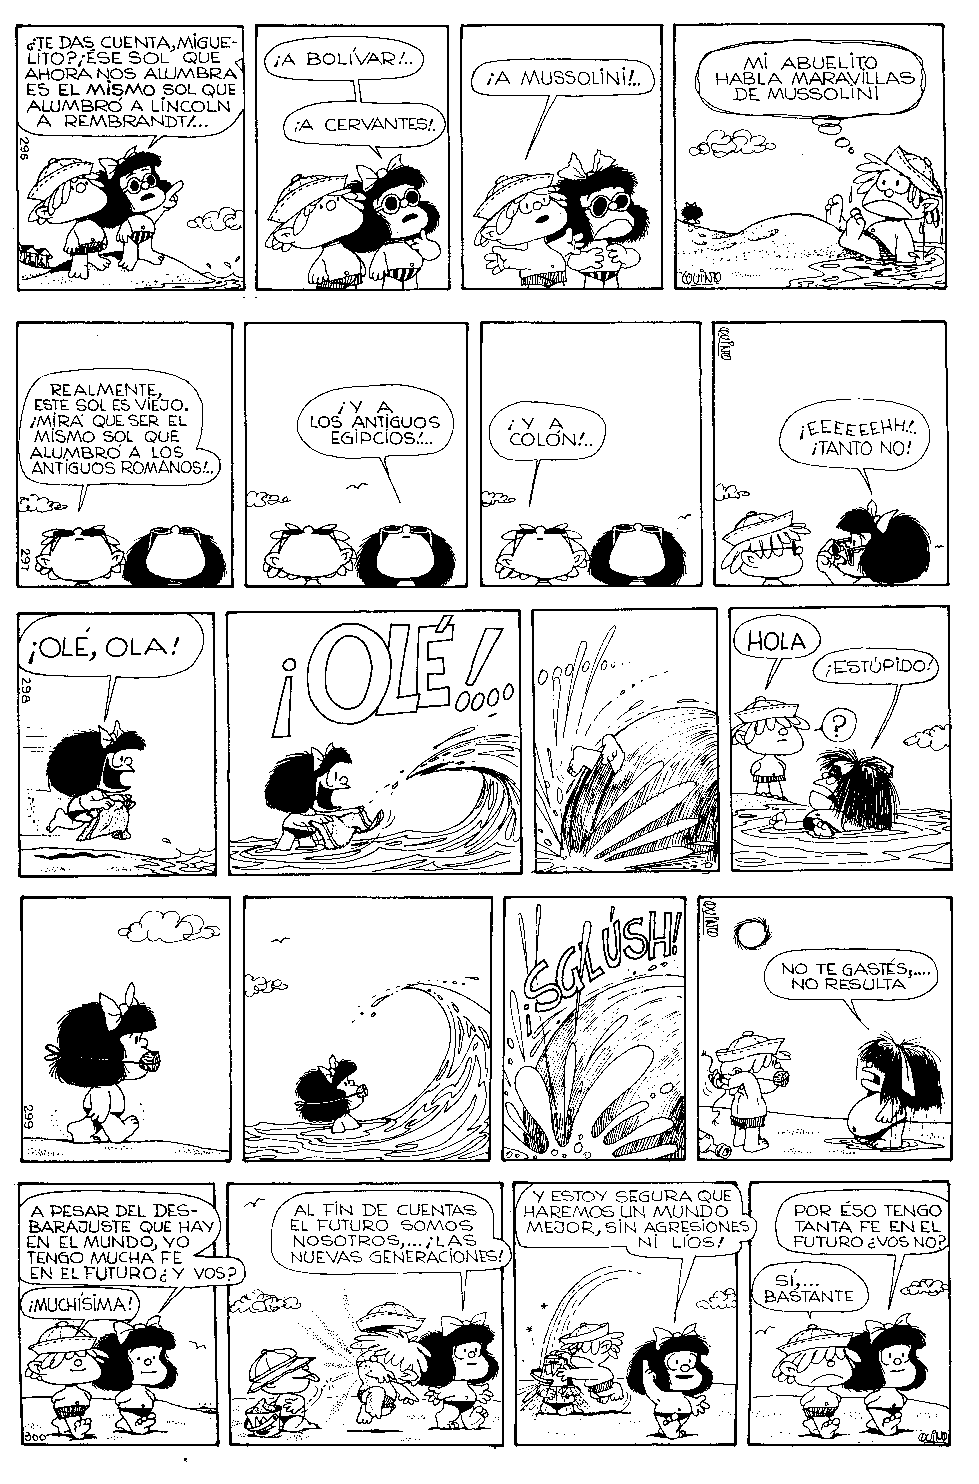 ¿TE DAS CUENTA, MIGUE-
LITO? ¡ESE SOL QUE
AHORA NOS ALUMBRA
ES EL MISMO SOL QUE
ALUMBRÓ A LINCOLN
A REMBRANDT!...
296
¡A BOLÍVAR!..
¡A CERVANTES!.
¡A MUSSOLINI!..
MI ABUELITO
HABLA MARAVILLAS
DE MUSSOLINI
QUINO
REALMENTE,
ESTE SOL ES VIEJO.
¡MIRÁ QUE SER EL
MISMO SOL QUE
ALUMBRÓ A LOS
ANTIGUOS ROMANOS!..
297
¡Y A
LOS ANTIGUOS
EGIPCIOS!...
¡Y A
COLÓN!..
QUINO
¡EEEEEEHH!.
¡TANTO NO!
¡OLÉ, OLA!
298
¡OLÉ!....
HOLA
¡ESTÚPIDO!
?
299
¡SGLÚSH!
QUINO
NO TE GASTÉS,....
NO RESULTA
A PESAR DEL DES-
BARAJUSTE QUE HAY
EN EL MUNDO, YO
TENGO MUCHA FE
EN EL FUTURO ¿Y VOS?
¡MUCHÍSIMA!
300
AL FÍN DE CUENTAS
EL FUTURO SOMOS
NOSOTROS,... ¡LAS
NUEVAS GENERACIONES!
Y ESTOY SEGURA QUE
HAREMOS UN MUNDO
MEJOR, SIN AGRESIONES
NI LÍOS!
POR ÉSO TENGO
TANTA FE EN EL
FUTURO ¿VOS NO?
SÍ,...
BASTANTE
QUINO